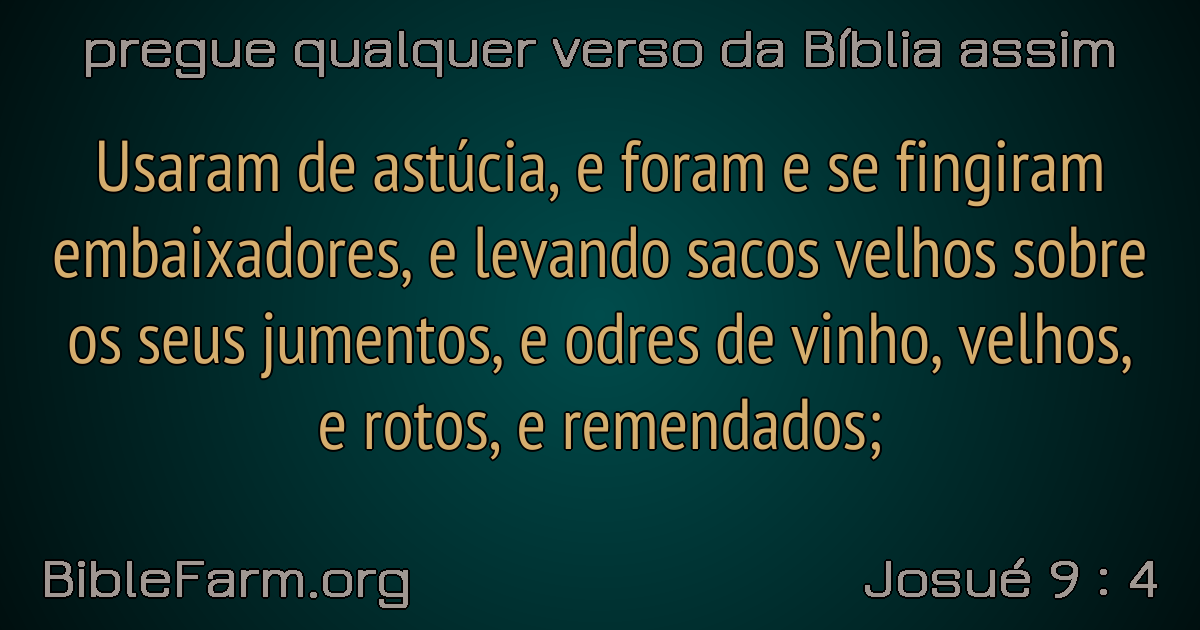 pregue qualquer verso da Bíblia assim
Usaram de astúcia, e foram e se fingiram
embaixadores, e levando sacos velhos sobre
os seus jumentos, e odres de vinho, velhos,
e rotos, e remendados;
BibleFarm.org
Josué 9 : 4